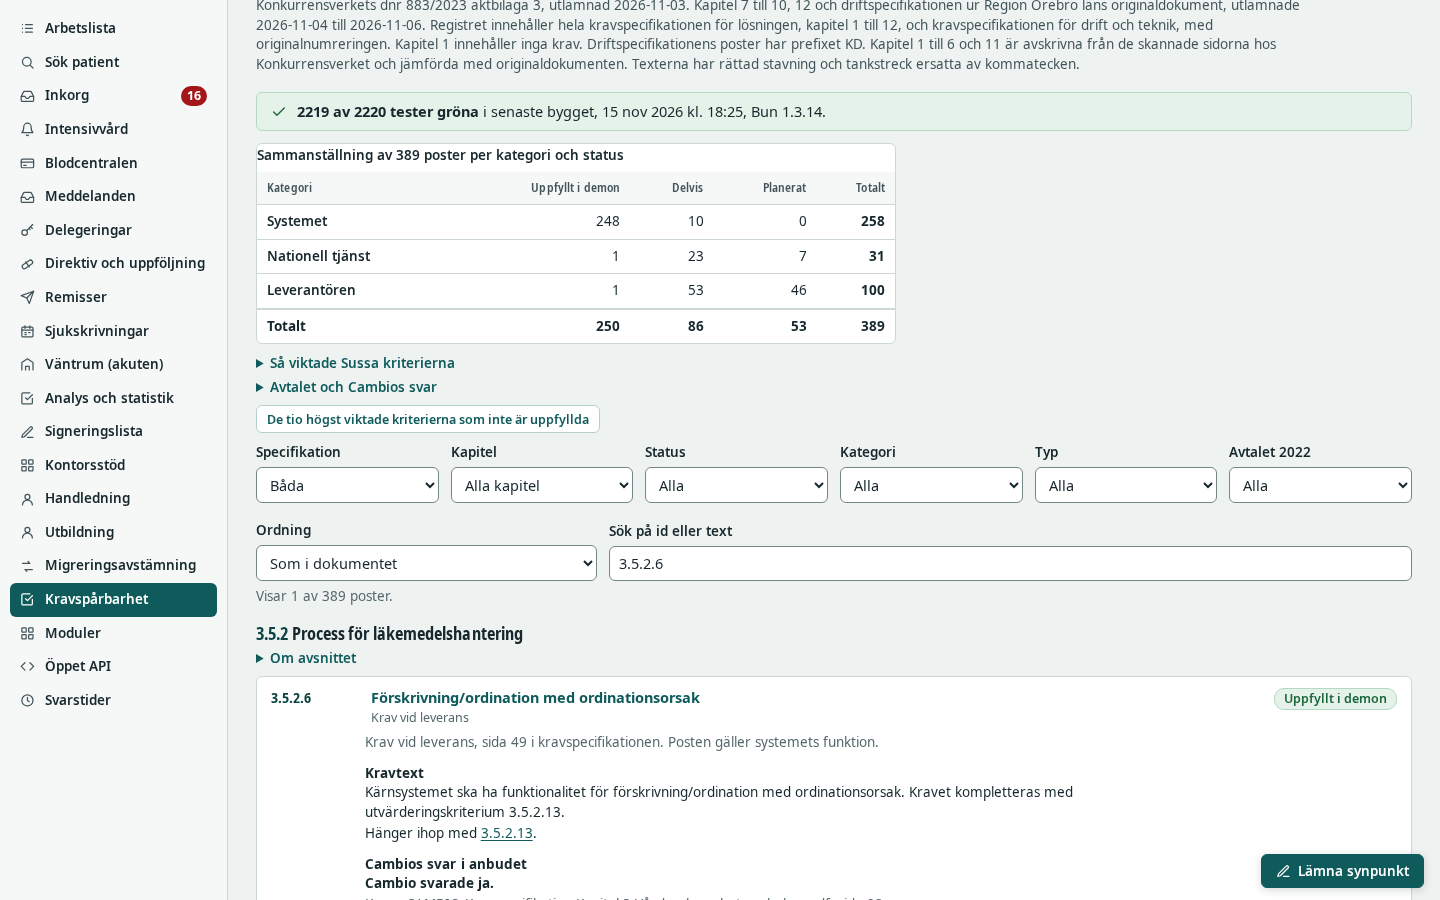 Arbetslista
Sök patient
Inkorg 16
Intensivvård
Blodcentralen
Meddelanden
Delegeringar
Direktiv och uppföljning
Remisser
Sjukskrivningar
Väntrum (akuten)
Analys och statistik
Signeringslista
Kontorsstöd
Handledning
Utbildning
Migreringsavstämning
Kravspårbarhet
Moduler
Öppet API
Svarstider
Konkurrensverkets dnr 883/2023 aktbilaga 3, utlämnad 2026-11-03. Kapitel 7 till 10, 12 och driftspecifikationen ur Region Örebro läns originaldokument, utlämnade
2026-11-04 till 2026-11-06. Registret innehåller hela kravspecifikationen för lösningen, kapitel 1 till 12, och kravspecifikationen för drift och teknik, med
originalnumreringen. Kapitel 1 innehåller inga krav. Driftspecifikationens poster har prefixet KD. Kapitel 1 till 6 och 11 är avskrivna från de skannade sidorna hos
Konkurrensverket och jämförda med originaldokumenten. Texterna har rättad stavning och tankstreck ersatta av kommatecken.
2219 av 2220 tester gröna i senaste bygget, 15 nov 2026 kl. 18:25, Bun 1.3.14.
Sammanställning av 389 poster per kategori och status
Kategori Uppfyllt i demon Delvis Planerat Totalt
Systemet 248 10 0 258
Nationell tjänst 1 23 7 31
Leverantören 1 53 46 100
Totalt 250 86 53 389
Så viktade Sussa kriterierna
Avtalet och Cambios svar
De tio högst viktade kriterierna som inte är uppfyllda
Specifikation Kapitel Status Kategori Typ Avtalet 2022
Båda Alla kapitel Alla Alla Alla Alla
Ordning Sök på id eller text
Som i dokumentet 3.5.2.6
Visar 1 av 389 poster.
3.5.2 Process för läkemedelshantering
Om avsnittet
3.5.2.6 Förskrivning/ordination med ordinationsorsak Uppfyllt i demon
Krav vid leverans
Krav vid leverans, sida 49 i kravspecifikationen. Posten gäller systemets funktion.
Kravtext
Kärnsystemet ska ha funktionalitet för förskrivning/ordination med ordinationsorsak. Kravet kompletteras med
utvärderingskriterium 3.5.2.13.
Hänger ihop med 3.5.2.13.
Cambios svar i anbudet
Cambio svarade ja.
Lämna synpunkt